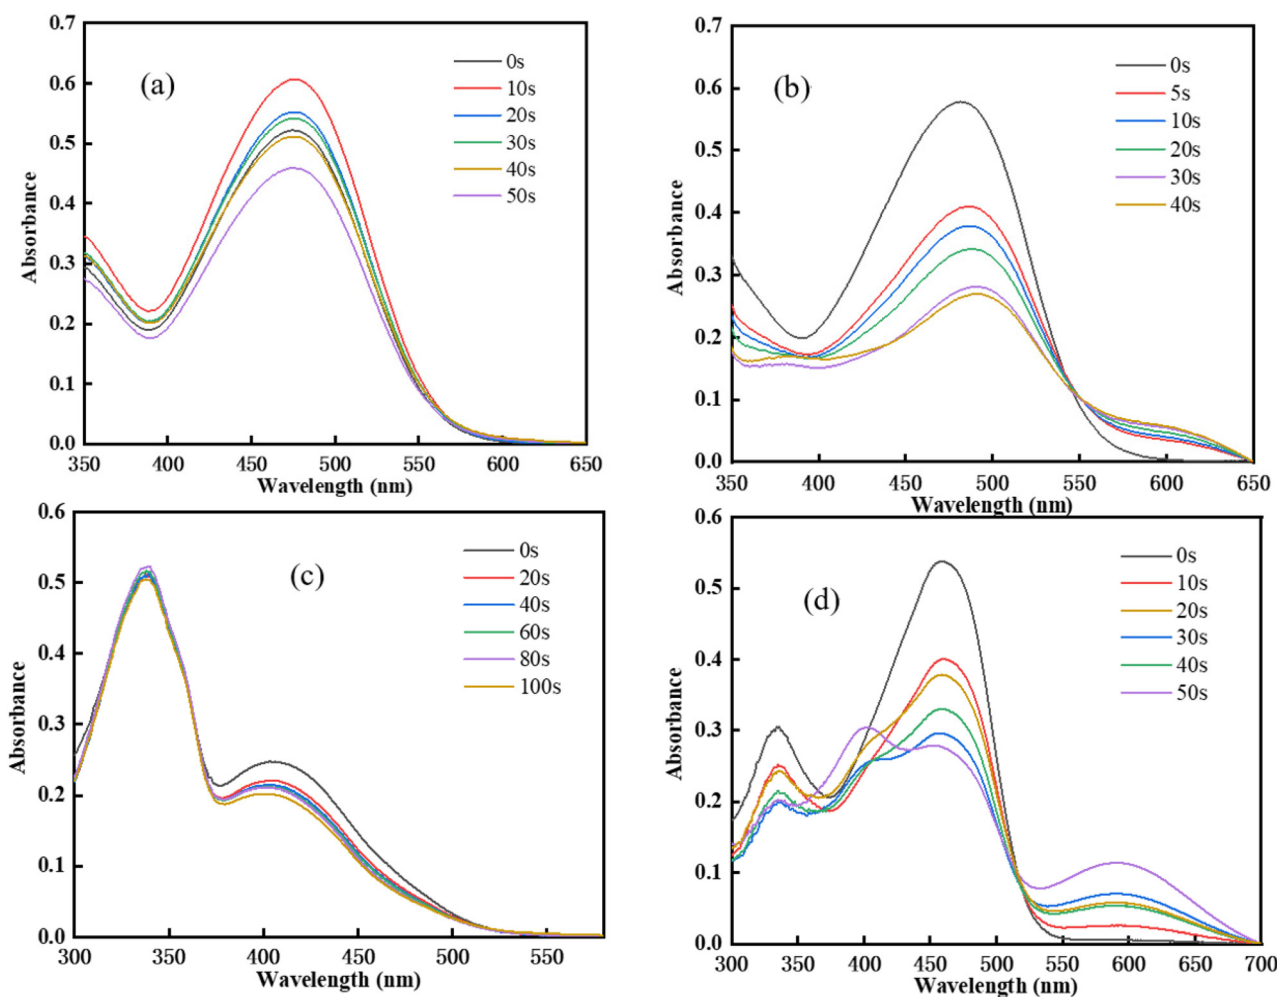 (a)
Absorbance
0.7
0.6
0.5
0.4
0.3
0.2
0.1
0.0
0s
10s
20s
30s
40s
50s
350 400 450 500 550 600 650
Wavelength (nm)
(b)
Absorbance
0.7
0.6
0.5
0.4
0.3
0.2
0.1
0.0
0s
5s
10s
20s
30s
40s
350 400 450 500 550 600 650
Wavelength (nm)
(c)
Absorbance
0.6
0.5
0.4
0.3
0.2
0.1
0.0
0s
20s
40s
60s
80s
100s
300 350 400 450 500 550
Wavelength (nm)
(d)
Absorbance
0.6
0.5
0.4
0.3
0.2
0.1
0.0
0s
10s
20s
30s
40s
50s
300 350 400 450 500 550 600 650 700
Wavelength (nm)